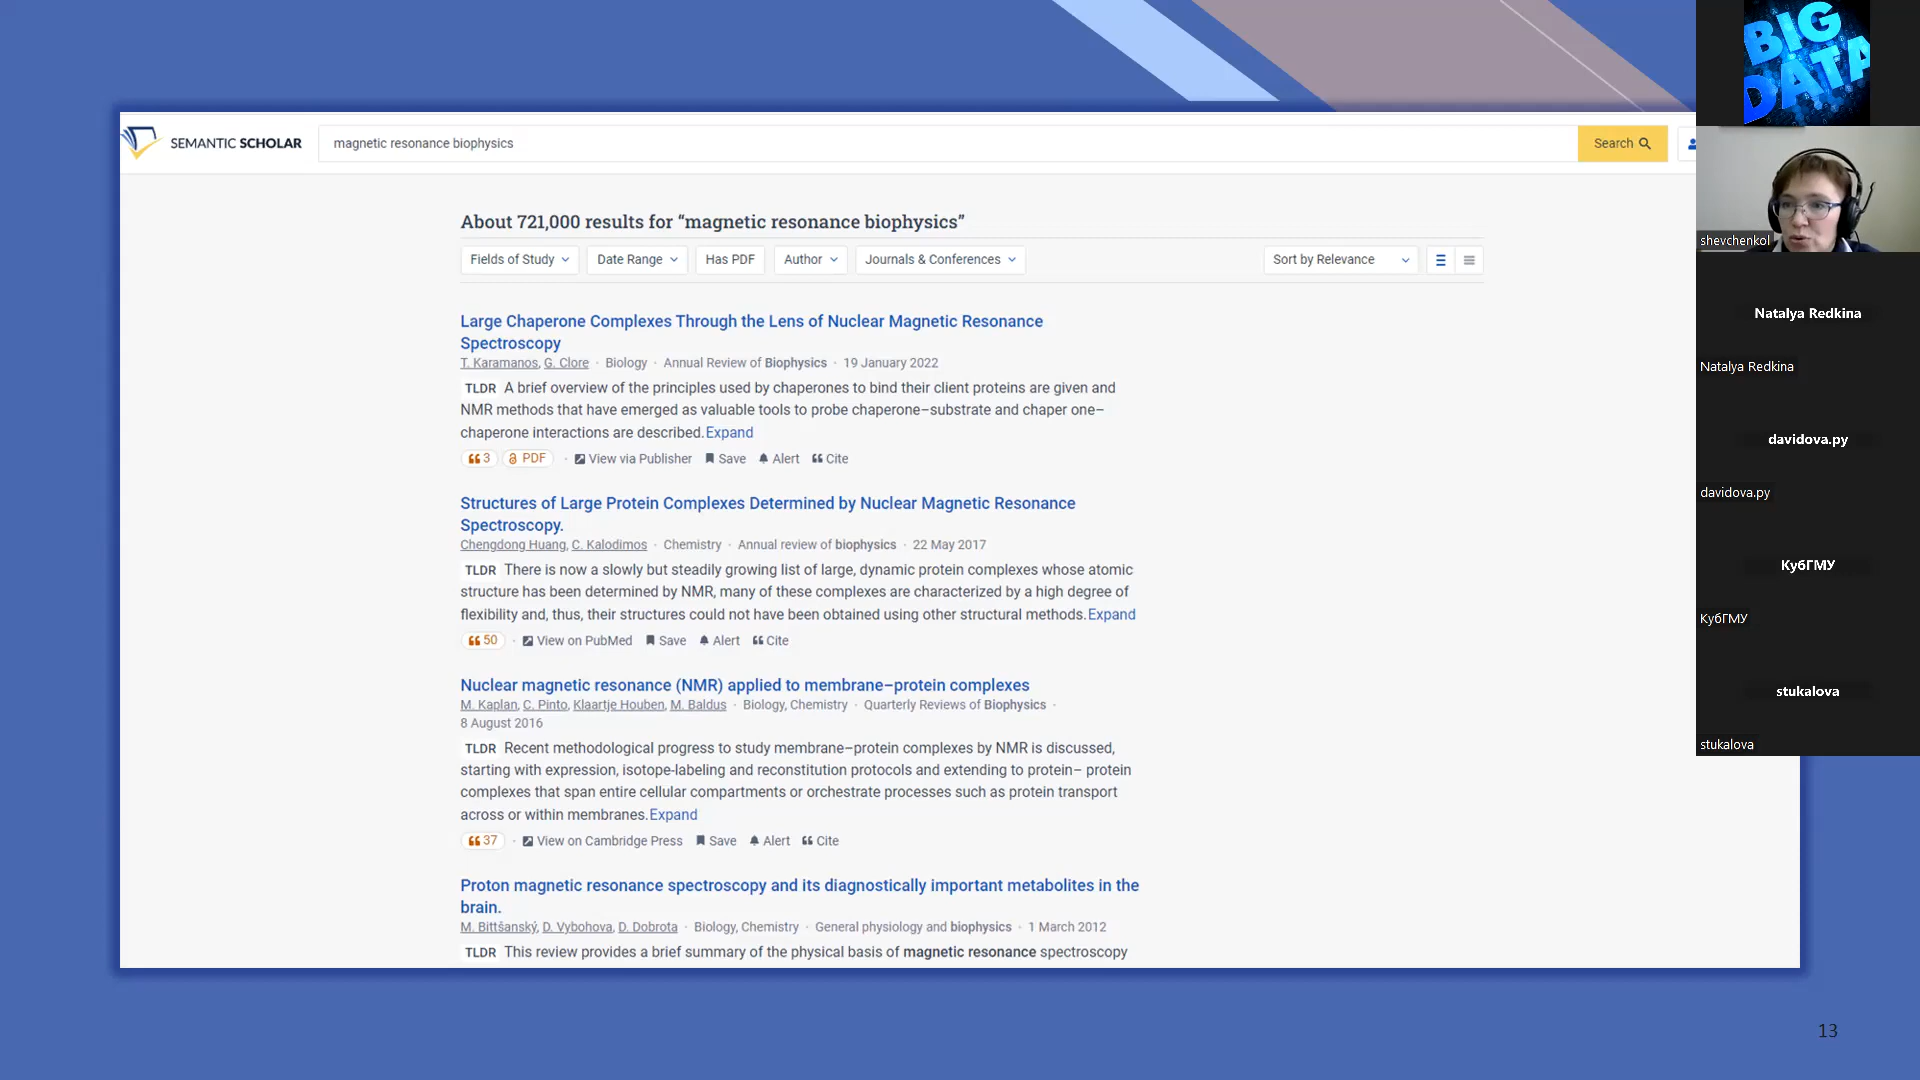 SEMANTIC SCHOLAR
magnetic resonance biophysics
Search
About 721,000 results for “magnetic resonance biophysics”
Fields of Study
Date Range
Has PDF
Author
Journals & Conferences
Sort by Relevance
Large Chaperone Complexes Through the Lens of Nuclear Magnetic Resonance
Spectroscopy
T. Karamanos, G. Clore · Biology · Annual Review of Biophysics · 19 January 2022
TLDR A brief overview of the principles used by chaperones to bind their client proteins are given and
NMR methods that have emerged as valuable tools to probe chaperone–substrate and chaper one–
chaperone interactions are described. Expand
3 PDF · View via Publisher Save Alert Cite
Structures of Large Protein Complexes Determined by Nuclear Magnetic Resonance
Spectroscopy.
Chengdong Huang, C. Kalodimos · Chemistry · Annual review of biophysics · 22 May 2017
TLDR There is now a slowly but steadily growing list of large, dynamic protein complexes whose atomic
structure has been determined by NMR, many of these complexes are characterized by a high degree of
flexibility and, thus, their structures could not have been obtained using other structural methods. Expand
50 · View on PubMed Save Alert Cite
Nuclear magnetic resonance (NMR) applied to membrane–protein complexes
M. Kaplan, C. Pinto, Klaartje Houben, M. Baldus · Biology, Chemistry · Quarterly Reviews of Biophysics ·
8 August 2016
TLDR Recent methodological progress to study membrane–protein complexes by NMR is discussed,
starting with expression, isotope-labeling and reconstitution protocols and extending to protein– protein
complexes that span entire cellular compartments or orchestrate processes such as protein transport
across or within membranes. Expand
37 · View on Cambridge Press Save Alert Cite
Proton magnetic resonance spectroscopy and its diagnostically important metabolites in the
brain.
M. Bittšanský, D. Vybohova, D. Dobrota · Biology, Chemistry · General physiology and biophysics · 1 March 2012
TLDR This review provides a brief summary of the physical basis of magnetic resonance spectroscopy
13
BIG
DATA
shevchenkol
Natalya Redkina
Natalya Redkina
davidova.py
davidova.py
КубГМУ
КубГМУ
stukalova
stukalova